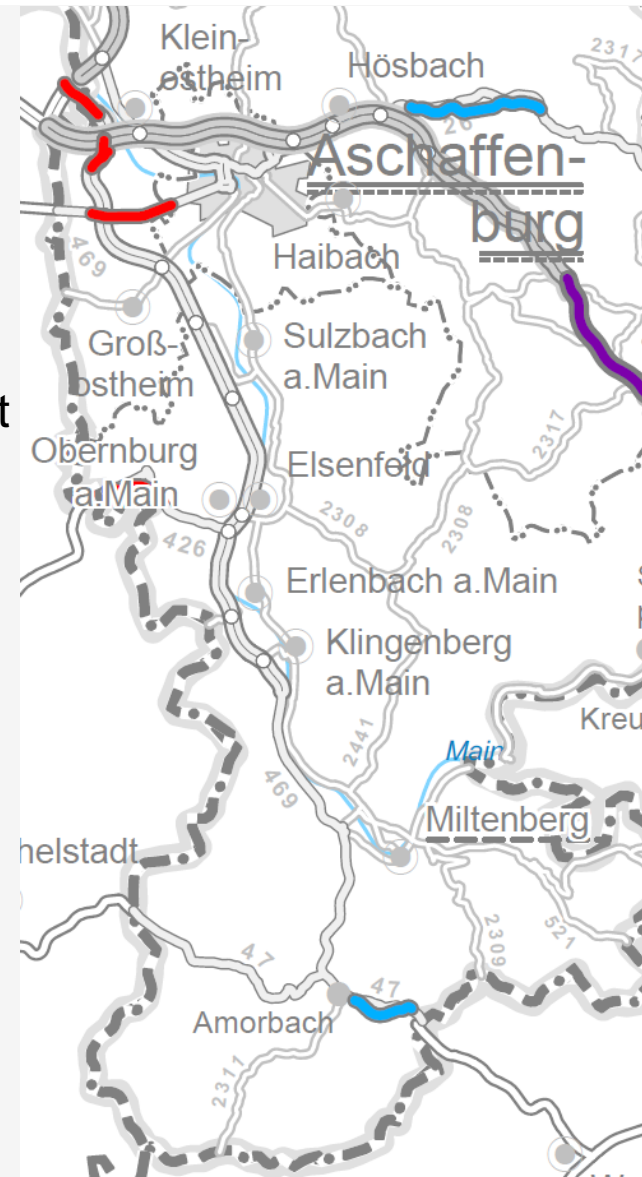 Klein-
ostheim
Hösbach
2317
26
Aschaffen-
burg
Haibach
469
Groß-
ostheim
Sulzbach
a.Main
t
2317
Obernburg
a.Main
Elsenfeld
2308
2308
426
Erlenbach a.Main
Klingenberg
a.Main
Kreu
2441
Main
469
Miltenberg
helstadt
2309
521
47
47
Amorbach
2311